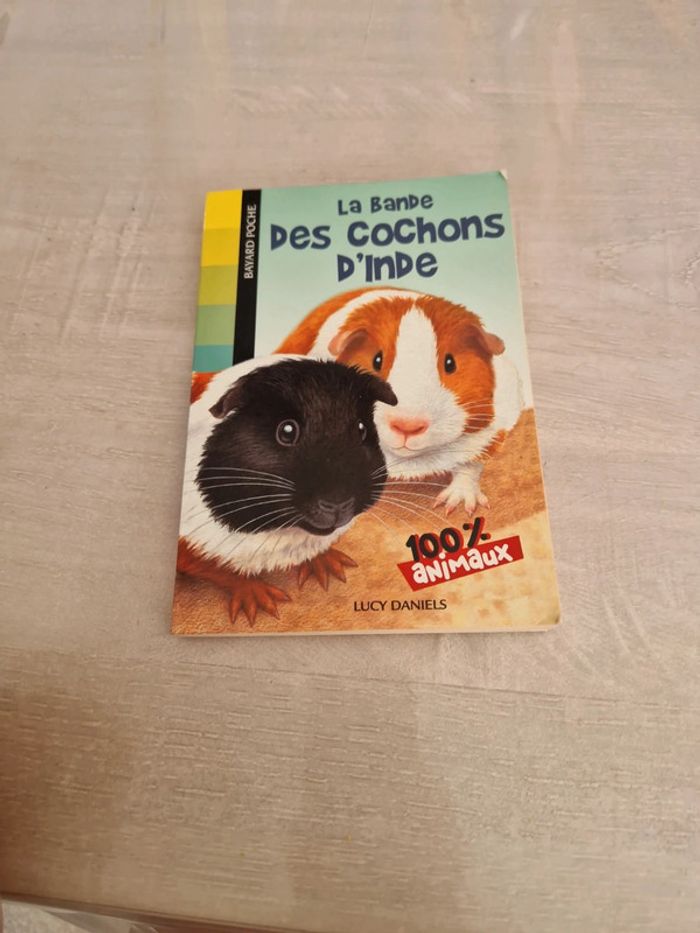 BAYARD POCHE
La Bande
Des Cochons
D'Inde
100%
animaux
LUCY DANIELS